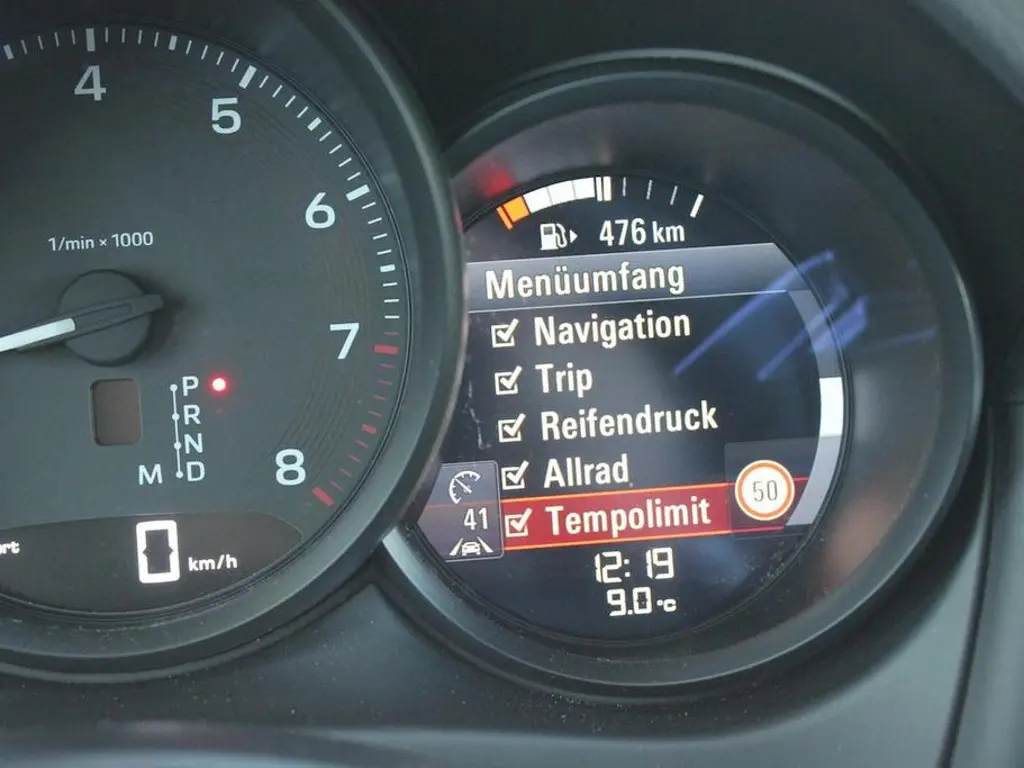 4
5
6
7
8
1/min × 1000
P
R
N
M D
0 km/h
476 km
Menüumfang
Navigation
Trip
Reifendruck
Allrad
Tempolimit
50
41
12:19
9.0 °C